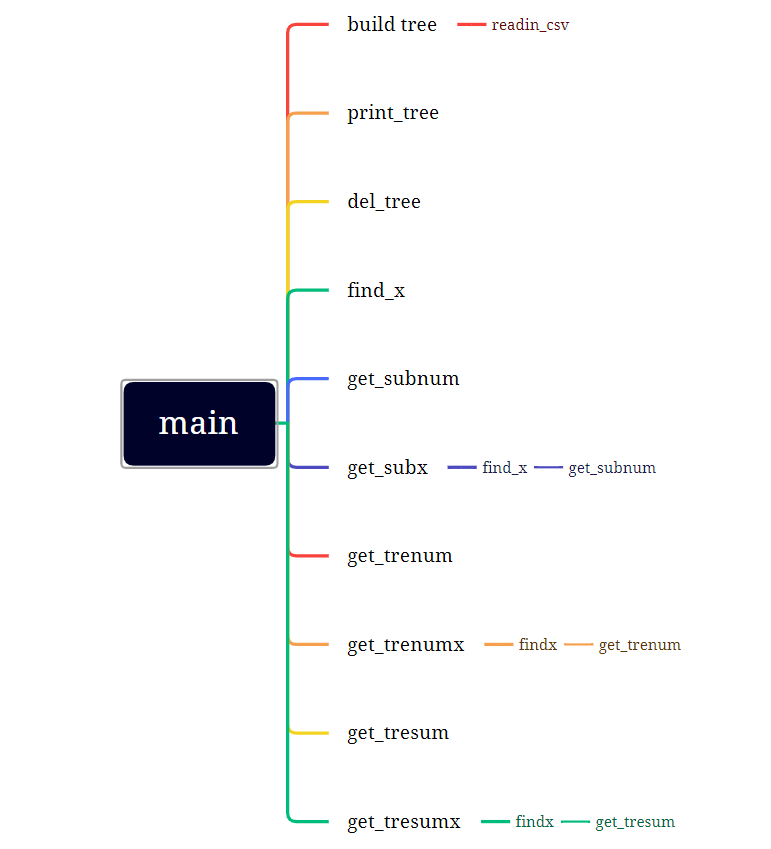 build tree
readin_csv
print_tree
del_tree
find_x
get_subnum
main
get_subx
find_x
get_subnum
get_trenum
get_trenumx
findx
get_trenum
get_tresum
get_tresumx
findx
get_tresum